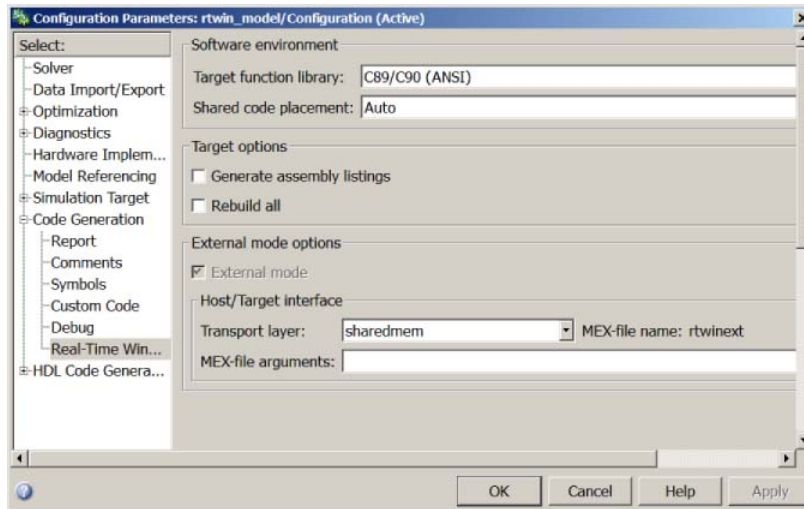 Configuration Parameters: rtwin_model/Configuration (Active)
Select:
Solver
Data Import/Export
Optimization
Diagnostics
Hardware Implem...
Model Referencing
Simulation Target
Code Generation
Report
Comments
Symbols
Custom Code
Debug
Real-Time Win...
HDL Code Genera...
Software environment
Target function library: C89/C90 (ANSI)
Shared code placement: Auto
Target options
Generate assembly listings
Rebuild all
External mode options
External mode
Host/Target interface
Transport layer: sharedmem MEX-file name: rtwinext
MEX-file arguments:
OK Cancel Help Apply